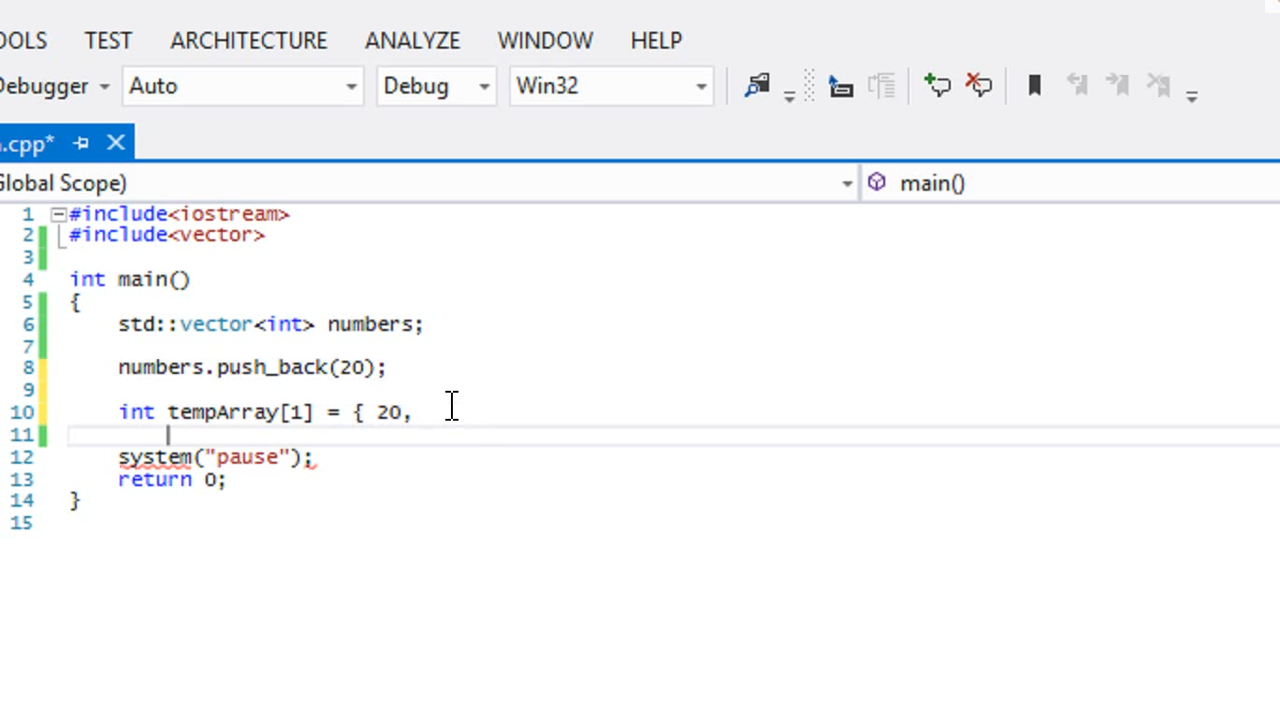 OOLS TEST ARCHITECTURE ANALYZE WINDOW HELP
Debugger Auto Debug Win32
.cpp*
Global Scope) main()
1 #include<iostream>
2 #include<vector>
3
4 int main()
5 {
6 std::vector<int> numbers;
7
8 numbers.push_back(20);
9
10 int tempArray[1] = { 20,
11
12 system("pause");
13 return 0;
14 }
15